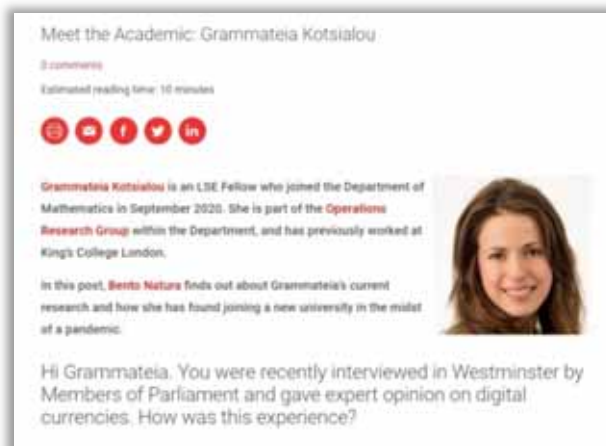 Meet the Academic: Grammateia Kotsialou
0 comments
Estimated reading time: 10 minutes
Grammateia Kotsialou is an LSE Fellow who joined the Department of
Mathematics in September 2020. She is part of the Operations
Research Group within the Department, and has previously worked at
King's College London.
In this post, Bento Natura finds out about Grammateia's current
research and how she has found joining a new university in the midst
of a pandemic.
Hi Grammateia. You were recently interviewed in Westminster by
Members of Parliament and gave expert opinion on digital
currencies. How was this experience?